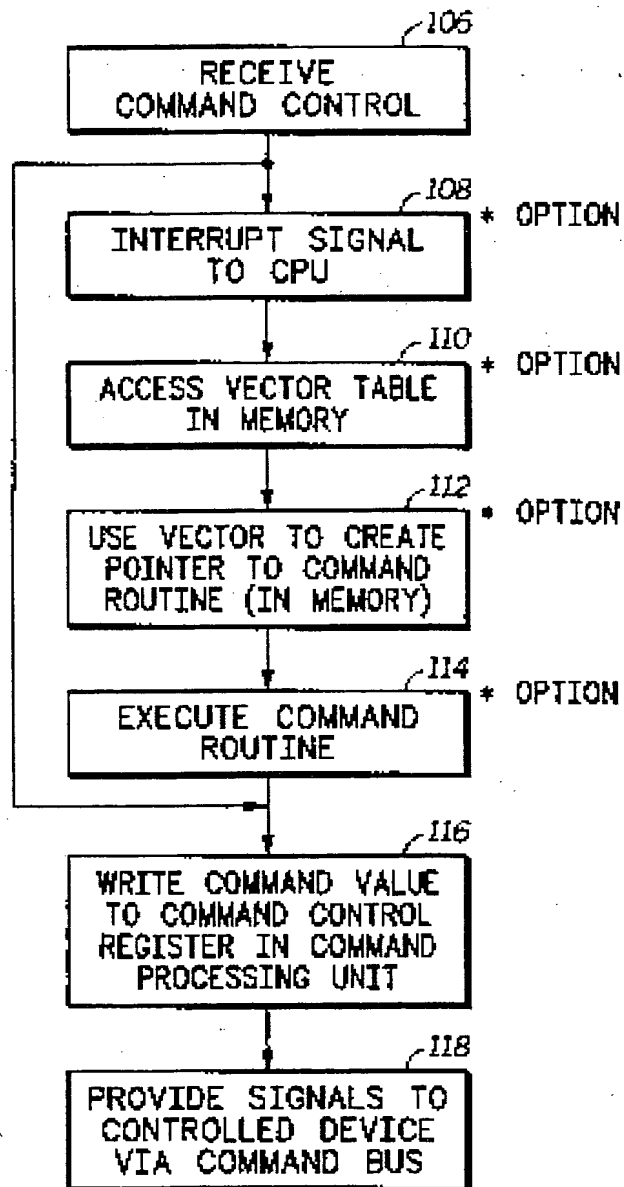 106
RECEIVE
COMMAND CONTROL
108
* OPTION
INTERRUPT SIGNAL
TO CPU
110
* OPTION
ACCESS VECTOR TABLE
IN MEMORY
112
* OPTION
USE VECTOR TO CREATE
POINTER TO COMMAND
ROUTINE (IN MEMORY)
114
* OPTION
EXECUTE COMMAND
ROUTINE
116
WRITE COMMAND VALUE
TO COMMAND CONTROL
REGISTER IN COMMAND
PROCESSING UNIT
118
PROVIDE SIGNALS TO
CONTROLLED DEVICE
VIA COMMAND BUS